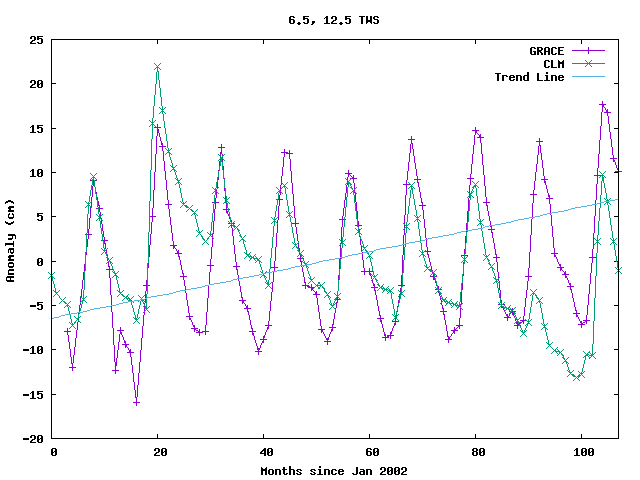 6.5, 12.5 TWS
GRACE
CLM
Trend Line
25
20
15
10
5
0
-5
-10
-15
-20
Anomaly (cm)
0 20 40 60 80 100
Months since Jan 2002